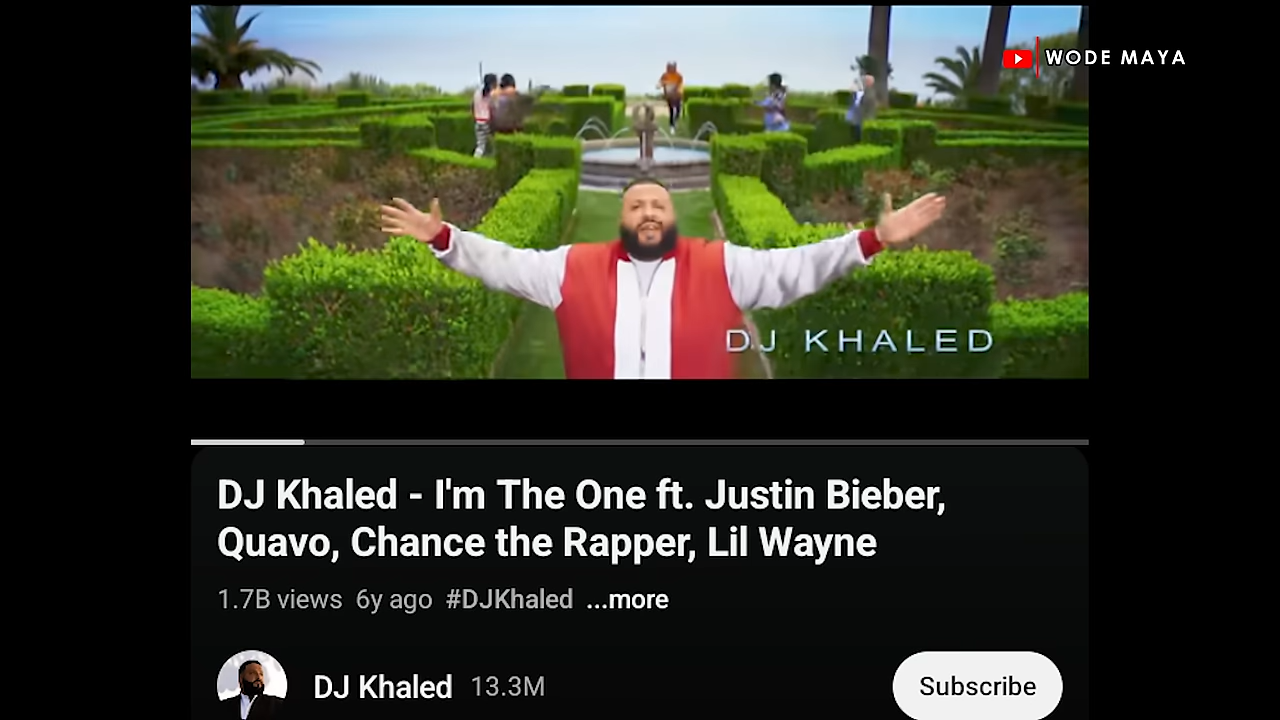 WODE MAYA
DJ KHALED
DJ Khaled - I'm The One ft. Justin Bieber,
Quavo, Chance the Rapper, Lil Wayne
1.7B views 6y ago #DJKhaled ...more
DJ Khaled 13.3M Subscribe